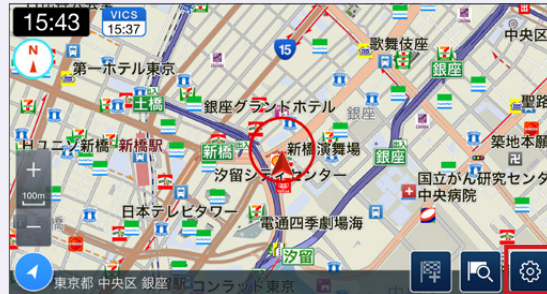 15:43
VICS
15:37
N
15
歌舞伎座
中央区
第一ホテル東京
銀座
土橋
銀座グランドホテル
銀座
聖路
Hユニゾ新橋
新橋駅
新橋
新橋演舞場
銀座
築地本願
汐留シティセンター
国立がん研究センタ
中央病院
100m
日本テレビタワー
電通四季劇場海
汐留
東京都 中央区 銀座
コンラッド東京